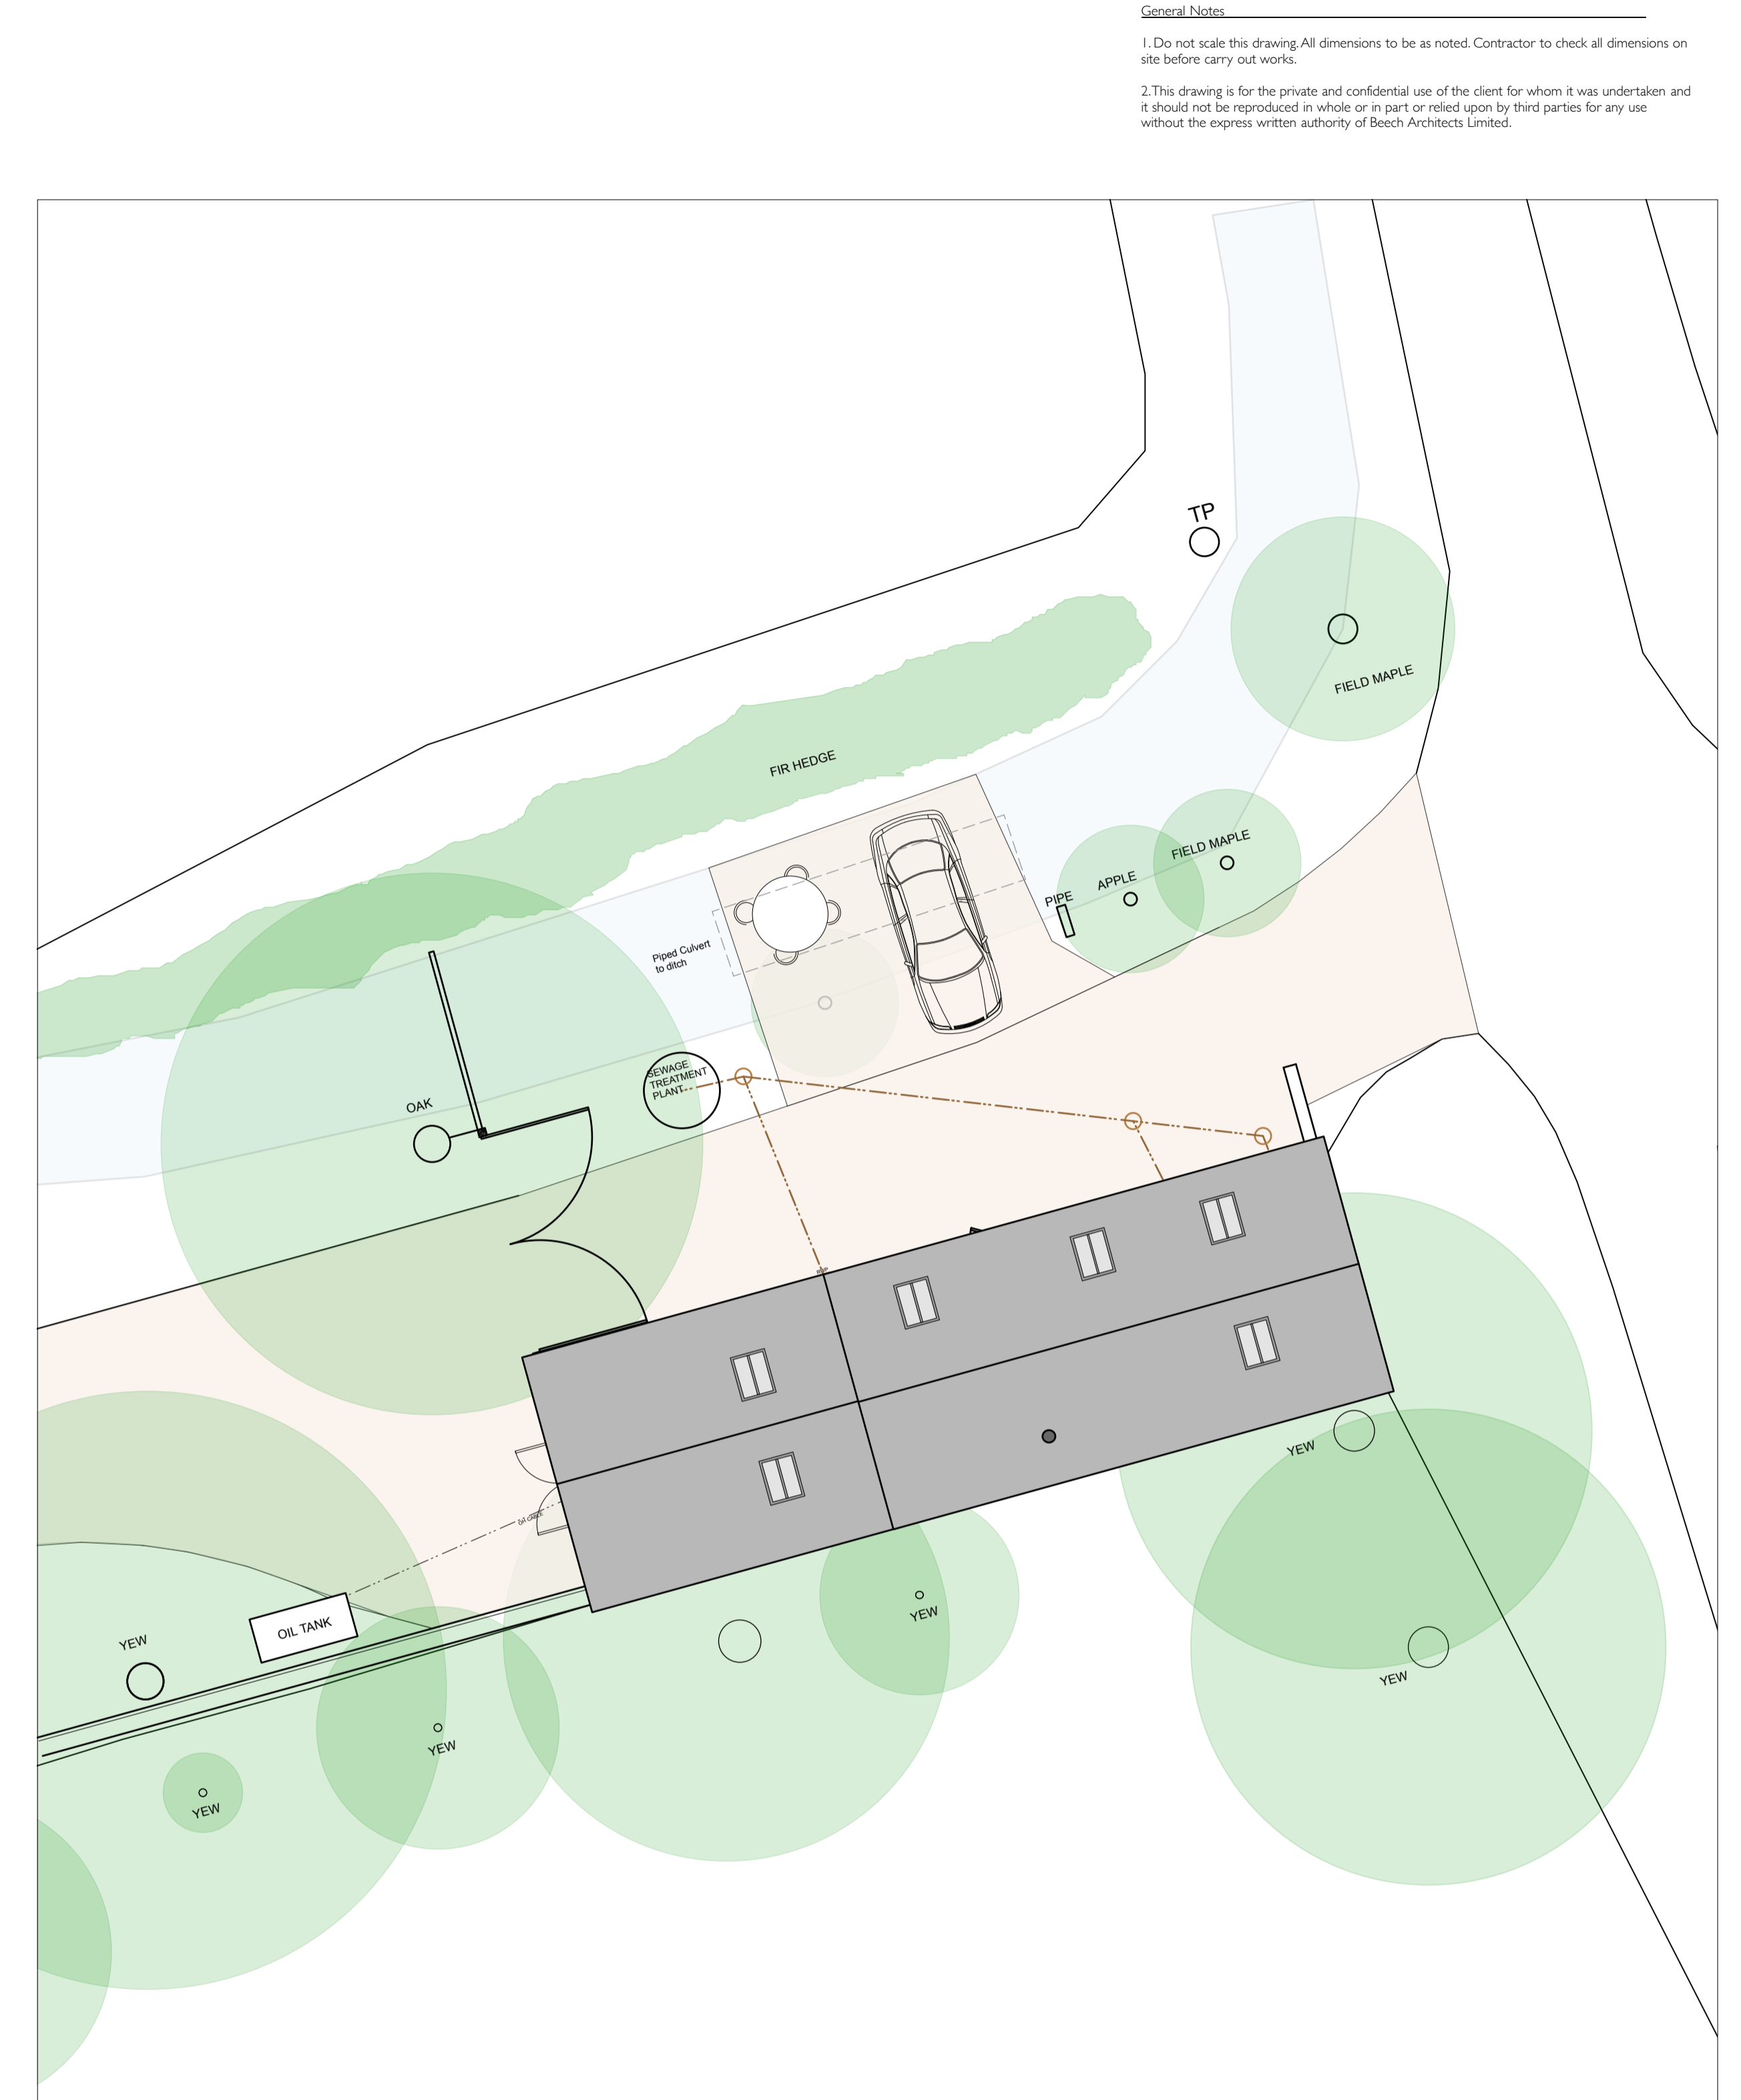 General Notes
1. Do not scale this drawing. All dimensions to be as noted. Contractor to check all dimensions on
site before carry out works.
2.This drawing is for the private and confidential use of the client for whom it was undertaken and
it should not be reproduced in whole or in part or relied upon by third parties for any use
without the express written authority of Beech Architects Limited.
TP
FIELD MAPLE
FIR HEDGE
FIELD MAPLE
APPLE
PIPE
Piped Culvert
to ditch
SEWAGE
TREATMENT
PLANT
OAK
YEW
OIL TANK
YEW
YEW
YEW
YEW
YEW